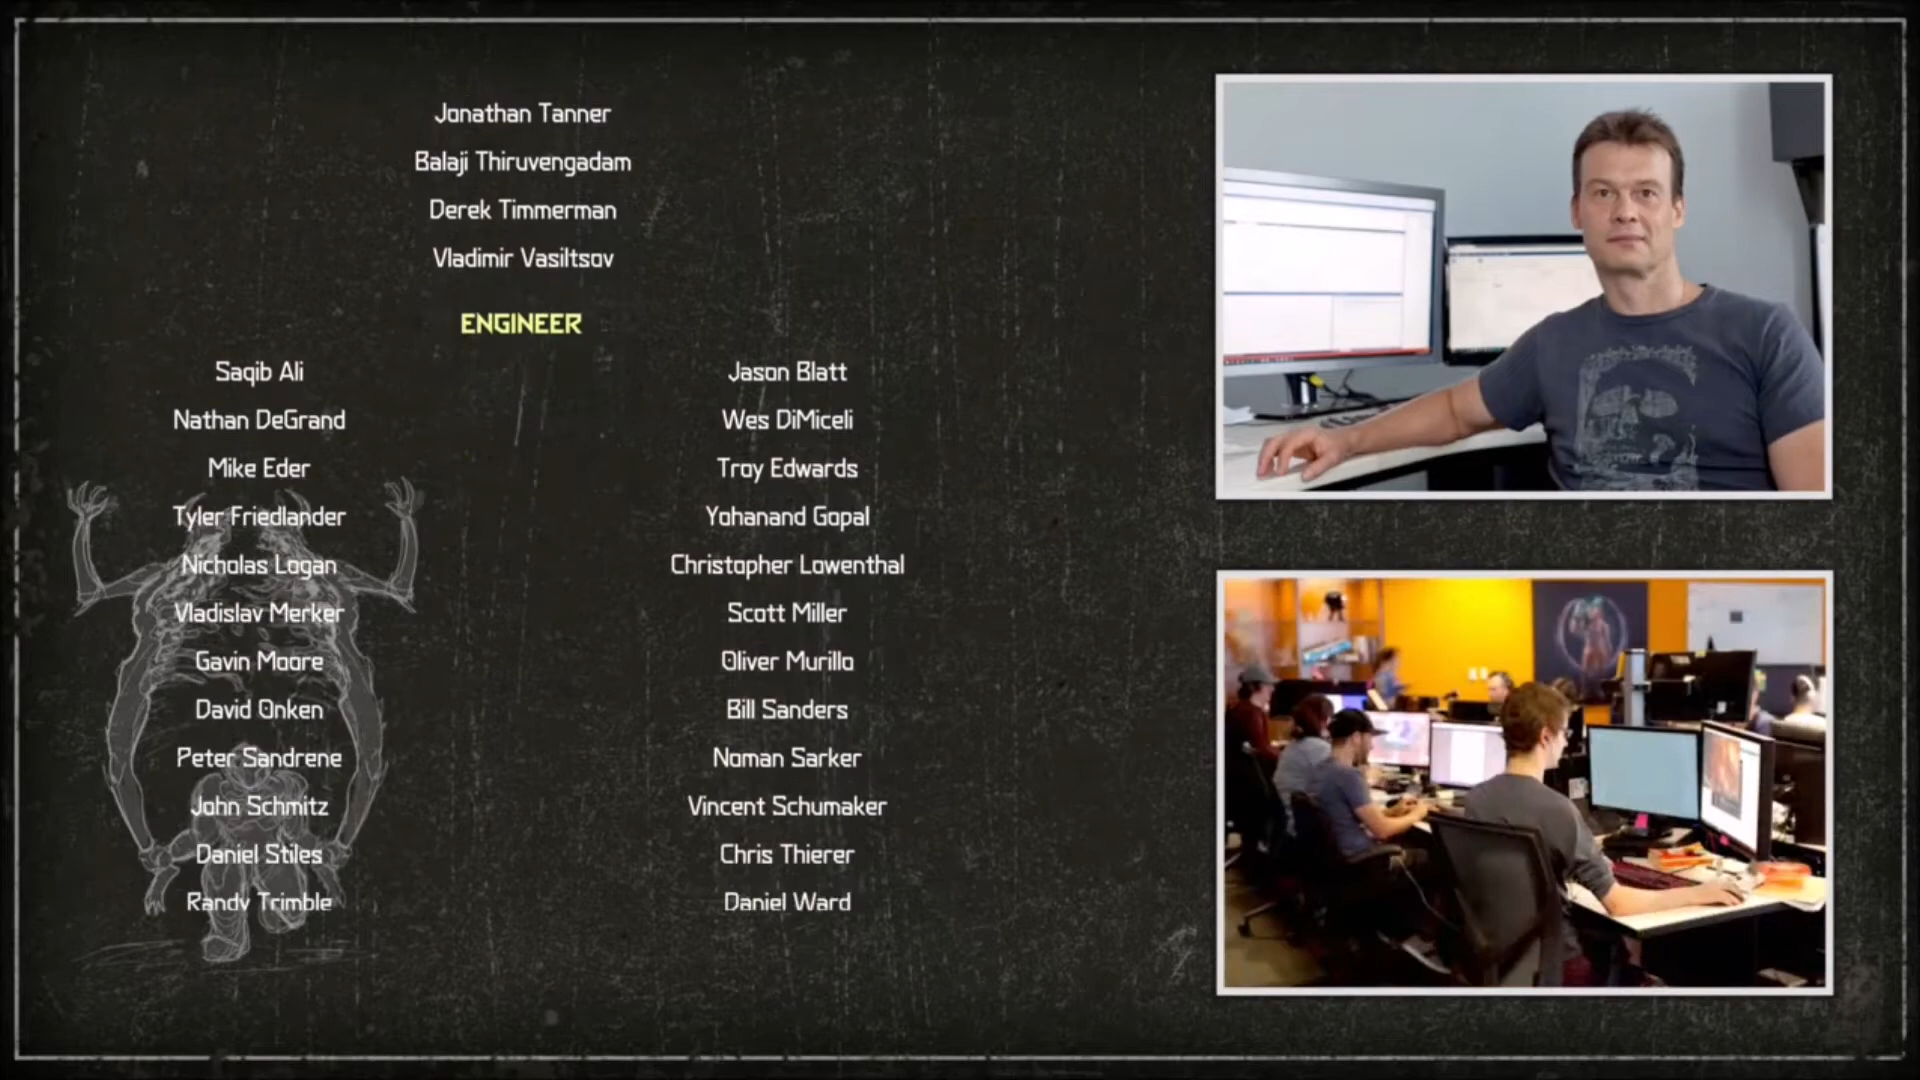 Jonathan Tanner
Balaji Thiruvengadam
Derek Timmerman
Vladimir Vasiltsov
ENGINEER
Saqib Ali Jason Blatt
Nathan DeGrand Wes DiMiceli
Mike Eder Troy Edwards
Tyler Friedlander Yohanand Gopal
Nicholas Logan Christopher Lowenthal
Vladislav Merker Scott Miller
Gavin Moore Oliver Murillo
David Onken Bill Sanders
Peter Sandrene Noman Sarker
John Schmitz Vincent Schumaker
Daniel Stiles Chris Thierer
Randy Trimble Daniel Ward